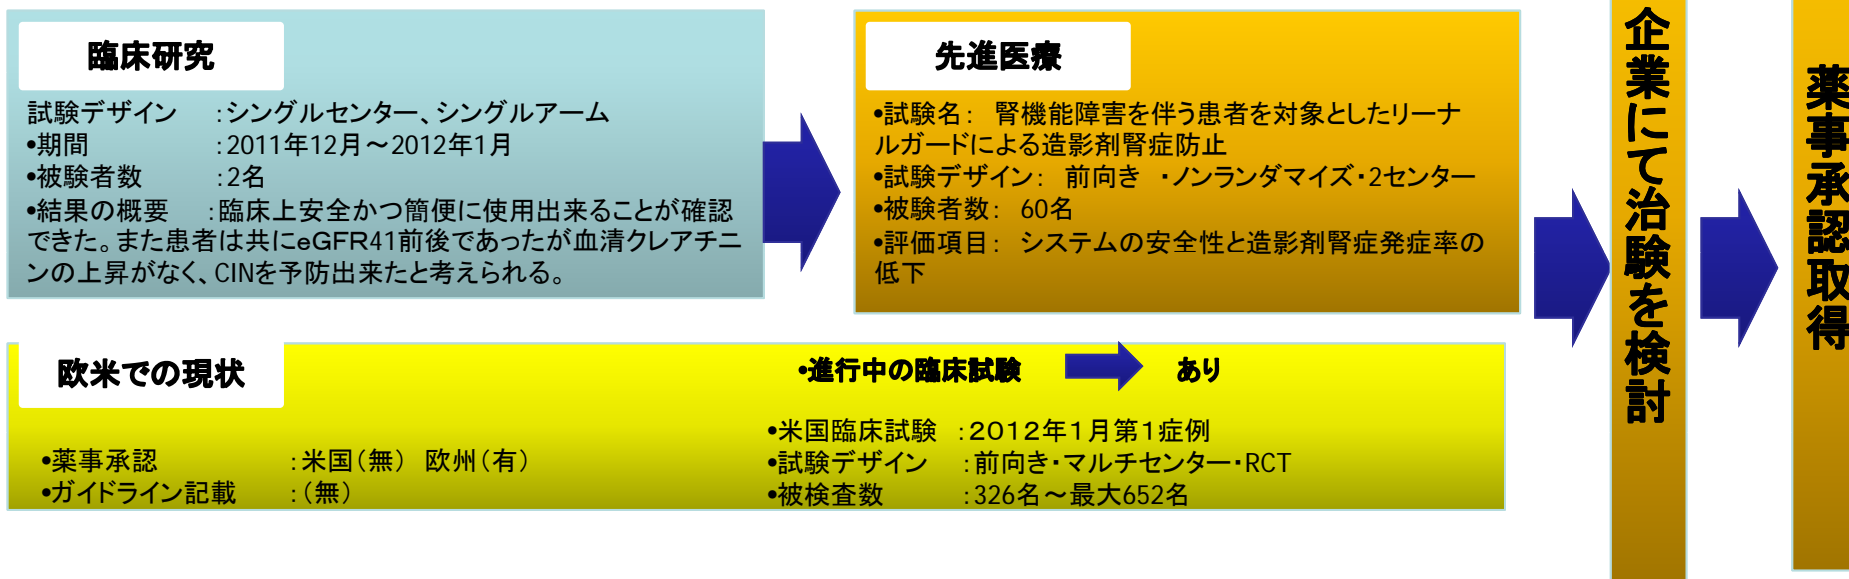 臨床研究
試験デザイン ：シングルセンター、シングルアーム
•期間 ：2011年12月～2012年1月
•被験者数 ：2名
•結果の概要 ：臨床上安全かつ簡便に使用出来ることが確認
できた。また患者は共にeGFR41前後であったが血清クレアチニ
ンの上昇がなく、CINを予防出来たと考えられる。
先進医療
•試験名： 腎機能障害を伴う患者を対象としたリーナ
ルガードによる造影剤腎症防止
•試験デザイン： 前向き ・ノンランダマイズ・2センター
•被験者数： 60名
•評価項目： システムの安全性と造影剤腎症発症率の
低下
企業にて治験を検討
薬事承認取得
欧米での現状
•薬事承認 ：米国（無） 欧州（有）
•ガイドライン記載 ：（無）
•進行中の臨床試験 あり
•米国臨床試験 ：２０１２年１月第１症例
•試験デザイン ：前向き・マルチセンター・RCT
•被検査数 ：326名～最大652名